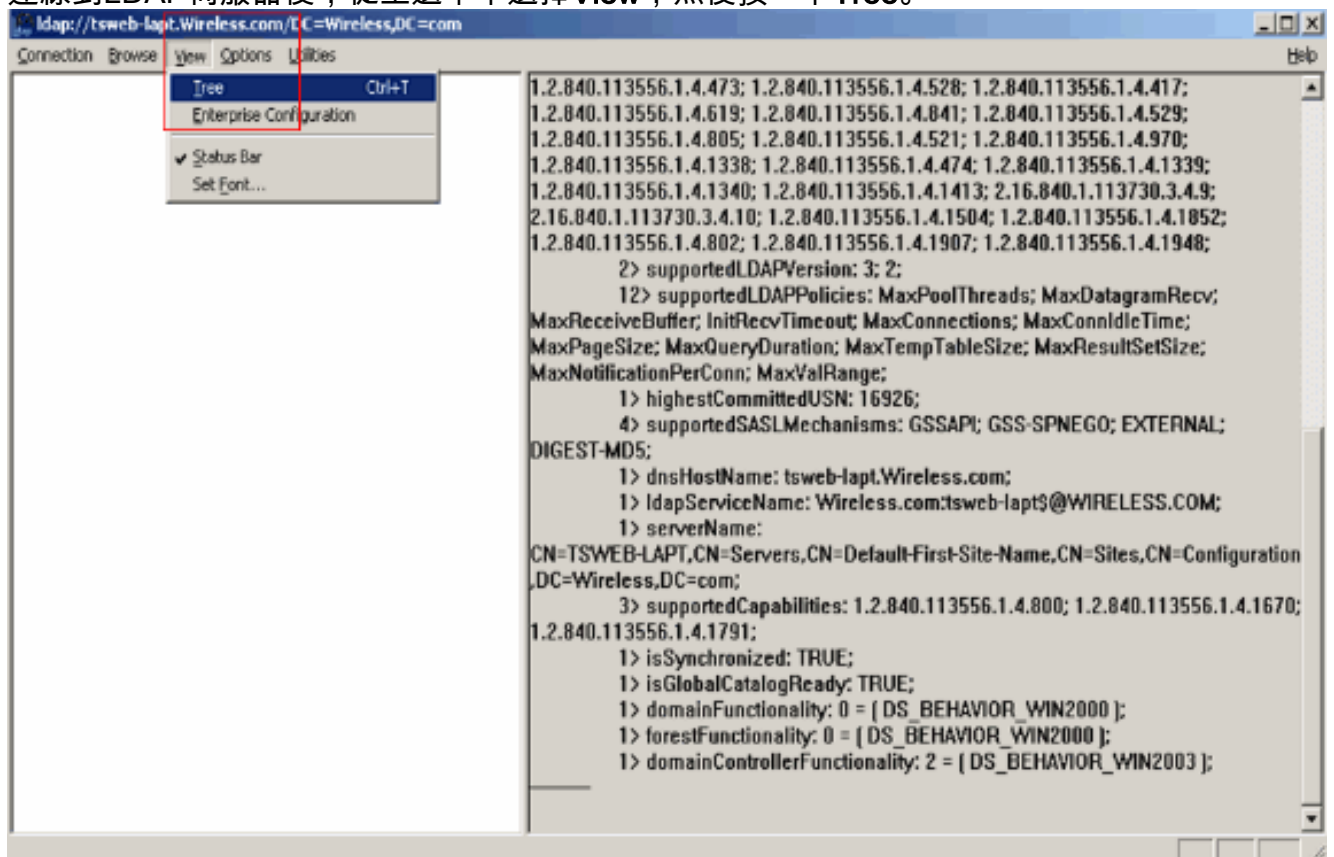 ldap://tsweb-lapt.Wireless.com/DC=Wireless,DC=com
Connection Browse View Options Utilities Help
Tree Ctrl+T
Enterprise Configuration
Status Bar
Set Font...
1.2.840.113556.1.4.473; 1.2.840.113556.1.4.528; 1.2.840.113556.1.4.417;
1.2.840.113556.1.4.619; 1.2.840.113556.1.4.841; 1.2.840.113556.1.4.529;
1.2.840.113556.1.4.805; 1.2.840.113556.1.4.521; 1.2.840.113556.1.4.970;
1.2.840.113556.1.4.1338; 1.2.840.113556.1.4.474; 1.2.840.113556.1.4.1339;
1.2.840.113556.1.4.1340; 1.2.840.113556.1.4.1413; 2.16.840.1.113730.3.4.9;
2.16.840.1.113730.3.4.10; 1.2.840.113556.1.4.1504; 1.2.840.113556.1.4.1852;
1.2.840.113556.1.4.802; 1.2.840.113556.1.4.1907; 1.2.840.113556.1.4.1948;
2> supportedLDAPVersion: 3; 2;
12> supportedLDAPPolicies: MaxPoolThreads; MaxDatagramRecv;
MaxReceiveBuffer; InitRecvTimeout; MaxConnections; MaxConnIdleTime;
MaxPageSize; MaxQueryDuration; MaxTempTableSize; MaxResultSetSize;
MaxNotificationPerConn; MaxValRange;
1> highestCommittedUSN: 16926;
4> supportedSASLMechanisms: GSSAPI; GSS-SPNEGO; EXTERNAL;
DIGEST-MD5;
1> dnsHostName: tsweb-lapt.Wireless.com;
1> ldapServiceName: Wireless.com:tsweb-lapt$@WIRELESS.COM;
1> serverName:
CN=TSWEB-LAPT,CN=Servers,CN=Default-First-Site-Name,CN=Sites,CN=Configuration
,DC=Wireless,DC=com;
3> supportedCapabilities: 1.2.840.113556.1.4.800; 1.2.840.113556.1.4.1670;
1.2.840.113556.1.4.1791;
1> isSynchronized: TRUE;
1> isGlobalCatalogReady: TRUE;
1> domainFunctionality: 0 = ( DS_BEHAVIOR_WIN2000 );
1> forestFunctionality: 0 = ( DS_BEHAVIOR_WIN2000 );
1> domainControllerFunctionality: 2 = ( DS_BEHAVIOR_WIN2003 );